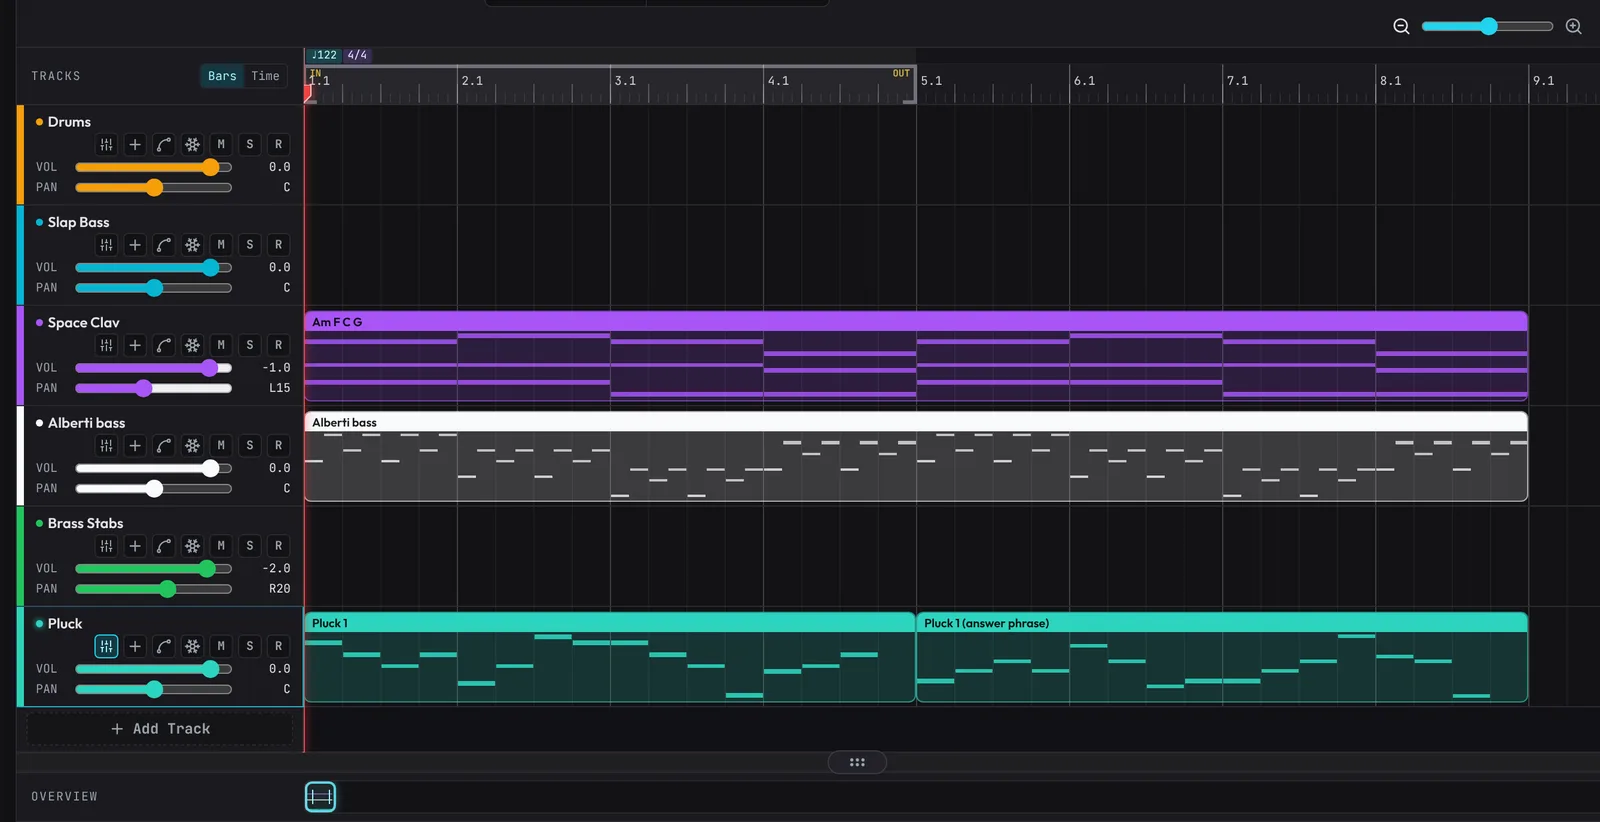 ♩122 4/4
TRACKS Bars Time
IN OUT
1.1 2.1 3.1 4.1 5.1 6.1 7.1 8.1 9.1
Drums
M S R
VOL 0.0
PAN C
Slap Bass
M S R
VOL 0.0
PAN C
Space Clav
M S R
VOL -1.0
PAN L15
Am F C G
Alberti bass
M S R
VOL 0.0
PAN C
Alberti bass
Brass Stabs
M S R
VOL -2.0
PAN R20
Pluck
M S R
VOL 0.0
PAN C
Pluck 1
Pluck 1 (answer phrase)
+ Add Track
OVERVIEW